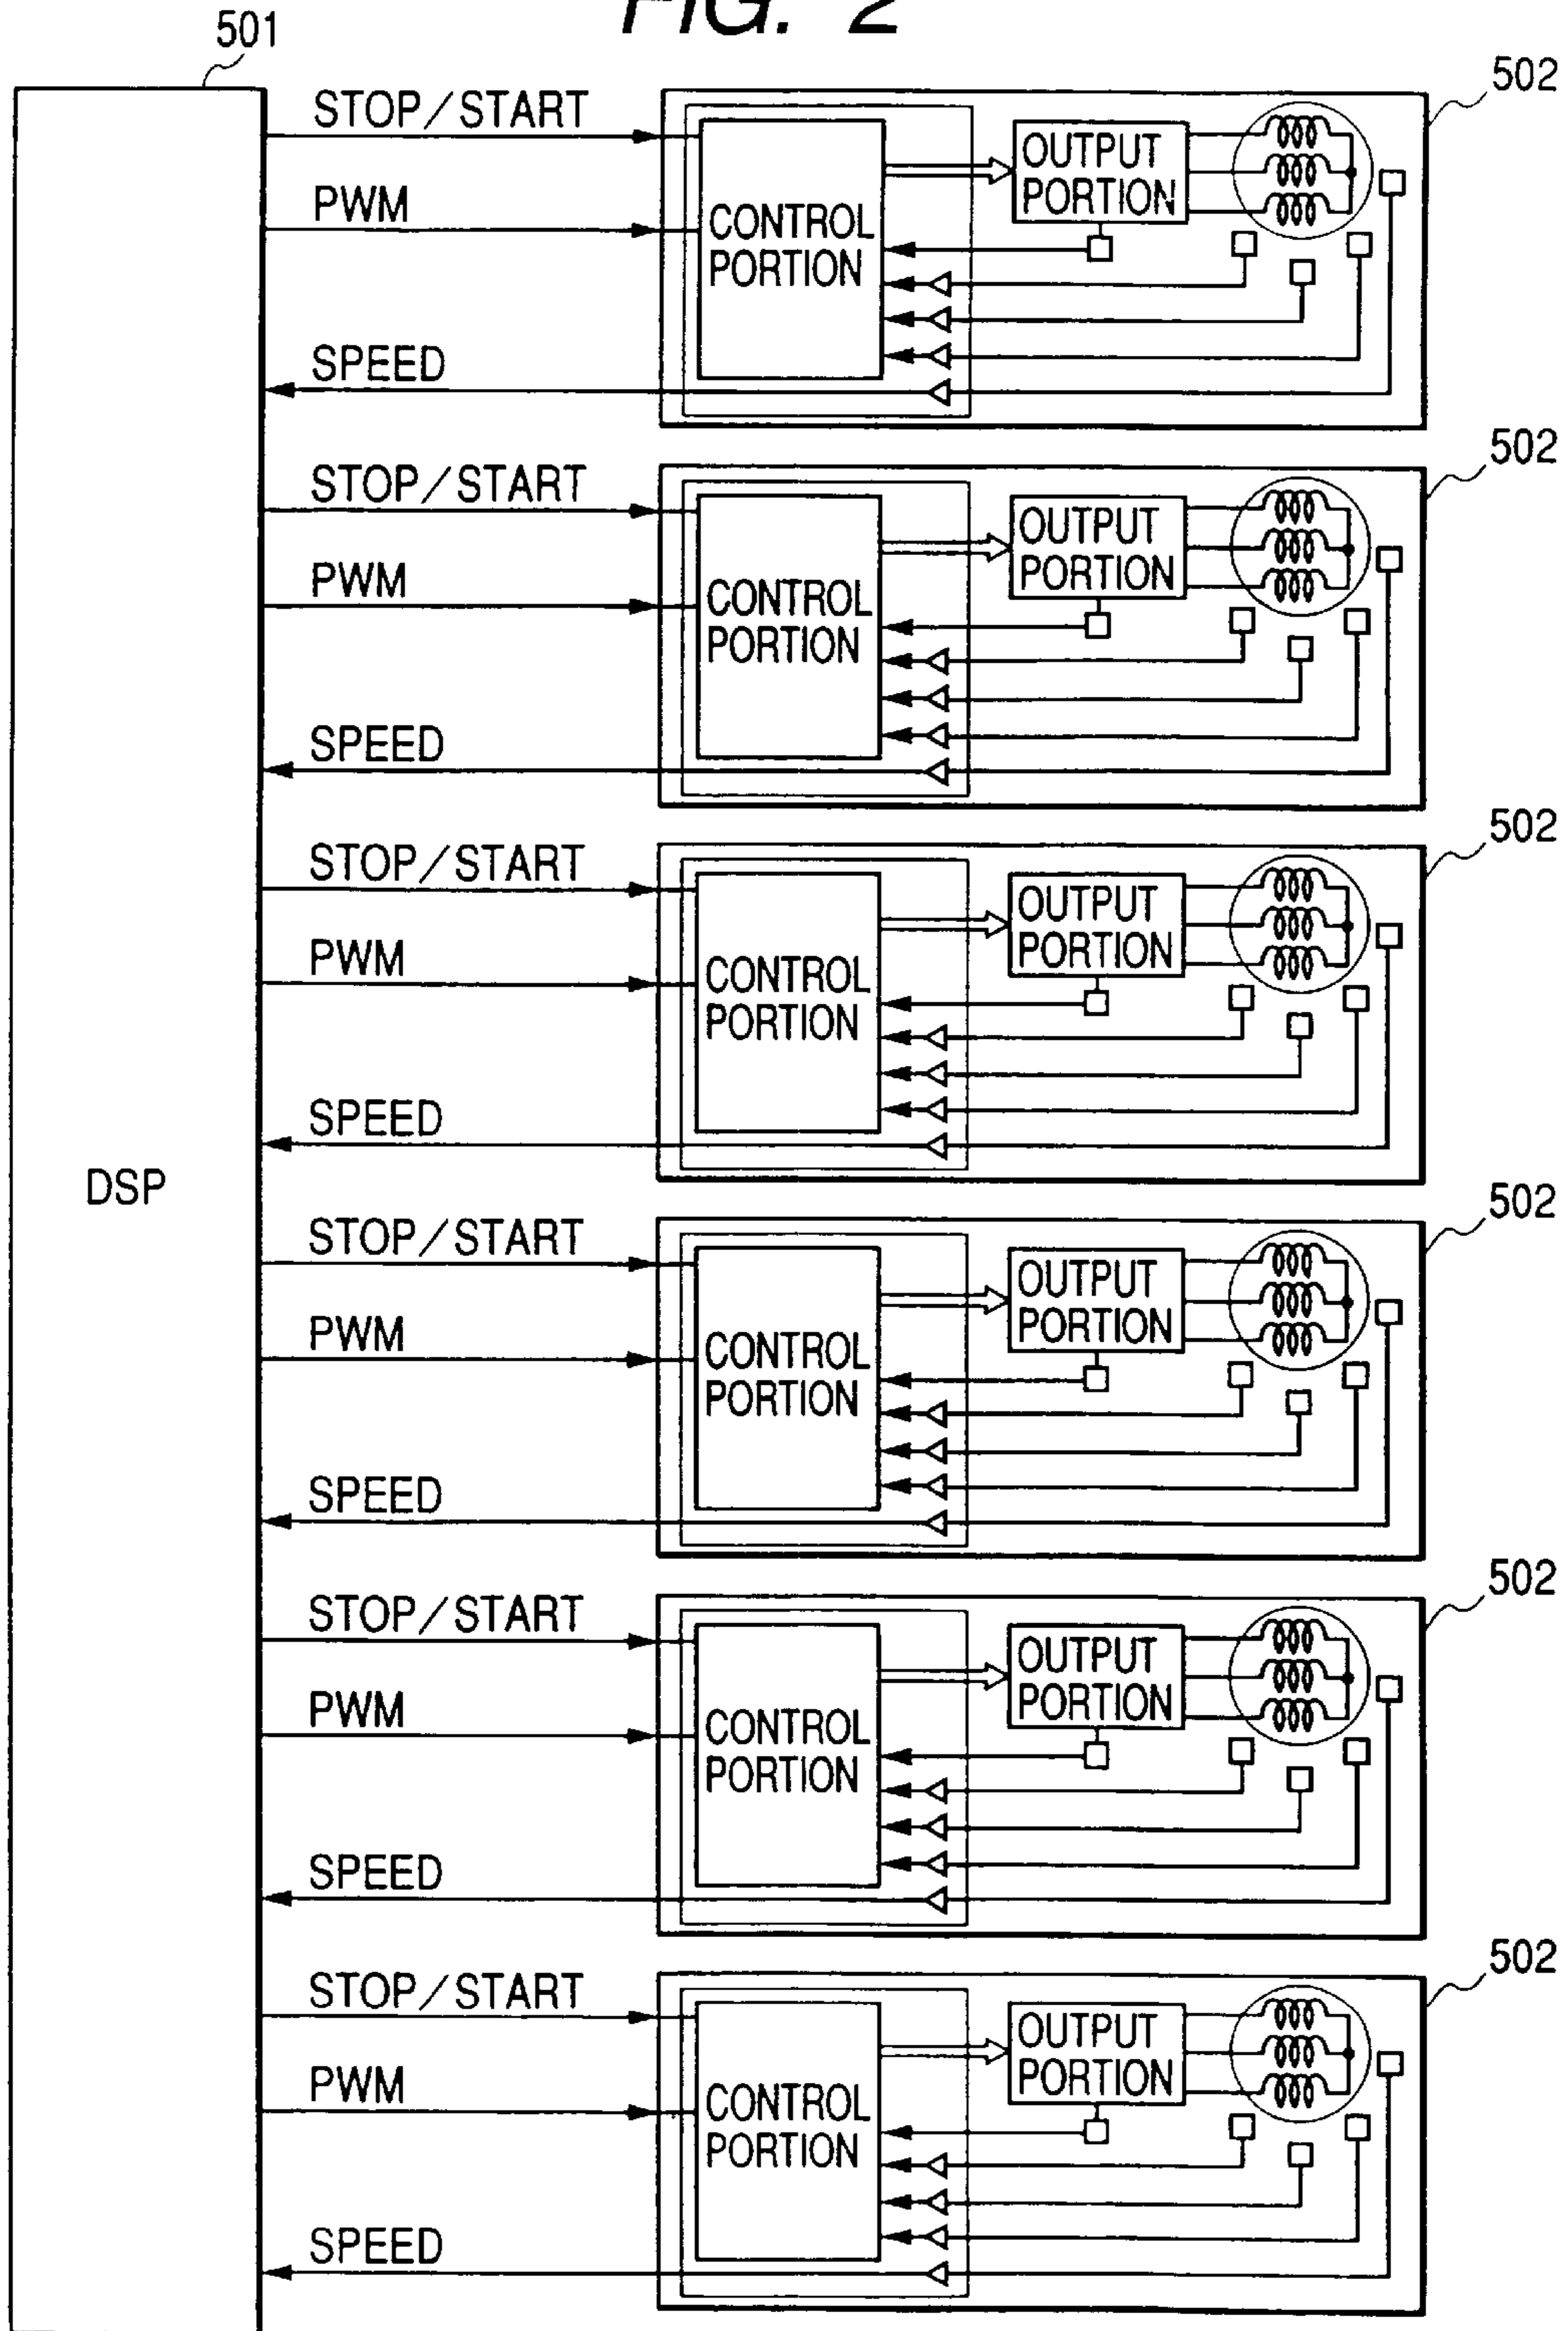 FIG. 2
501
STOP/START
PWM
SPEED
CONTROL
PORTION
OUTPUT
PORTION
502
STOP/START
PWM
SPEED
CONTROL
PORTION
OUTPUT
PORTION
502
STOP/START
PWM
SPEED
CONTROL
PORTION
OUTPUT
PORTION
502
DSP
STOP/START
PWM
SPEED
CONTROL
PORTION
OUTPUT
PORTION
502
STOP/START
PWM
SPEED
CONTROL
PORTION
OUTPUT
PORTION
502
STOP/START
PWM
SPEED
CONTROL
PORTION
OUTPUT
PORTION
502